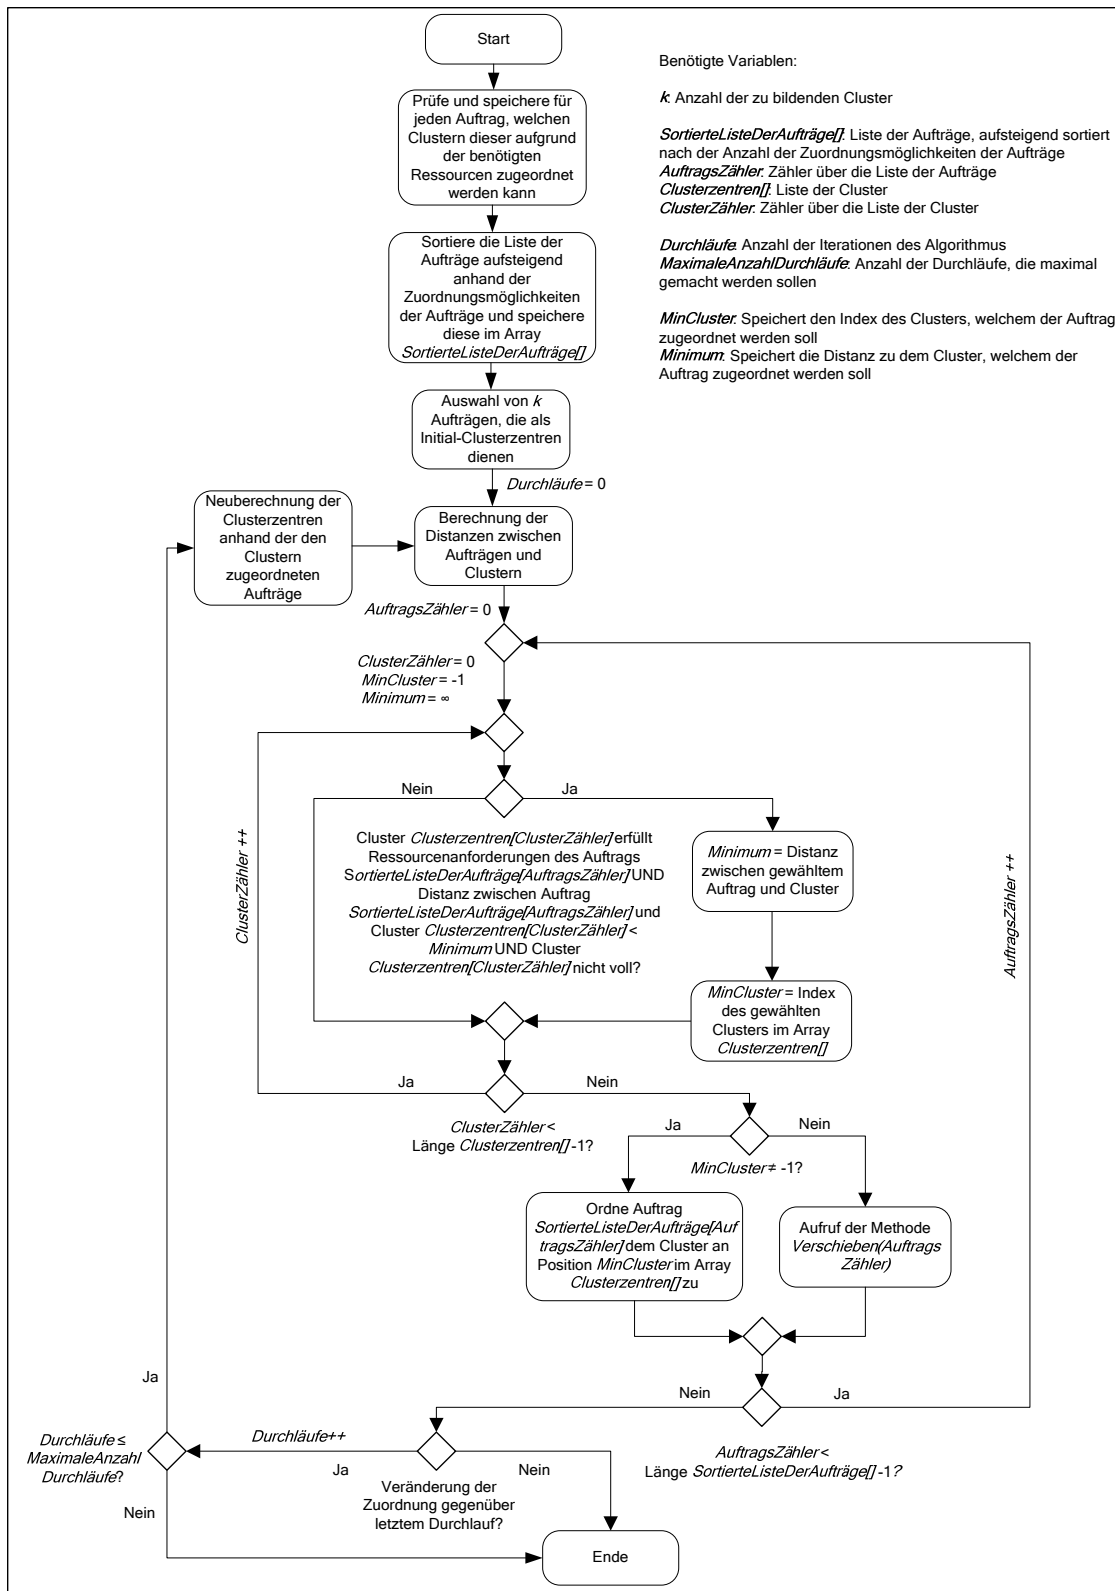 Start
Benötigte Variablen:
k: Anzahl der zu bildenden Cluster
SortierteListeDerAufträge[]: Liste der Aufträge, aufsteigend sortiert
nach der Anzahl der Zuordnungsmöglichkeiten der Aufträge
AuftragsZähler: Zähler über die Liste der Aufträge
Clusterzentren[]: Liste der Cluster
ClusterZähler: Zähler über die Liste der Cluster
Durchläufe: Anzahl der Iterationen des Algorithmus
MaximaleAnzahlDurchläufe: Anzahl der Durchläufe, die maximal
gemacht werden sollen
MinCluster: Speichert den Index des Clusters, welchem der Auftrag
zugeordnet werden soll
Minimum: Speichert die Distanz zu dem Cluster, welchem der
Auftrag zugeordnet werden soll
Prüfe und speichere für
jeden Auftrag, welchen
Clustern dieser aufgrund
der benötigten
Ressourcen zugeordnet
werden kann
Sortiere die Liste der
Aufträge aufsteigend
anhand der
Zuordnungsmöglichkeiten
der Aufträge und speichere
diese im Array
SortierteListeDerAufträge[]
Auswahl von k
Aufträgen, die als
Initial-Clusterzentren
dienen
Durchläufe = 0
Neuberechnung der
Clusterzentren
anhand der den
Clustern
zugeordneten
Aufträge
Berechnung der
Distanzen zwischen
Aufträgen und
Clustern
AuftragsZähler = 0
ClusterZähler = 0
MinCluster = -1
Minimum = ∞
Nein
Ja
Cluster Clusterzentren[ClusterZähler] erfüllt
Ressourcenanforderungen des Auftrags
SortierteListeDerAufträge[AuftragsZähler] UND
Distanz zwischen Auftrag
SortierteListeDerAufträge[AuftragsZähler] und
Cluster Clusterzentren[ClusterZähler] <
Minimum UND Cluster
Clusterzentren[ClusterZähler] nicht voll?
Minimum = Distanz
zwischen gewähltem
Auftrag und Cluster
MinCluster = Index
des gewählten
Clusters im Array
Clusterzentren[]
ClusterZähler ++
AuftragsZähler ++
Ja
Nein
ClusterZähler <
Länge Clusterzentren[] -1?
Ja
Nein
MinCluster ≠ -1?
Ordne Auftrag
SortierteListeDerAufträge[Auf
tragsZähler] dem Cluster an
Position MinCluster im Array
Clusterzentren[] zu
Aufruf der Methode
Verschieben(Auftrags
Zähler)
Nein
Ja
AuftragsZähler <
Länge SortierteListeDerAufträge[] -1?
Ja
Durchläufe ≤
MaximaleAnzahl
Durchläufe?
Nein
Durchläufe++
Ja
Nein
Veränderung der
Zuordnung gegenüber
letztem Durchlauf?
Ende